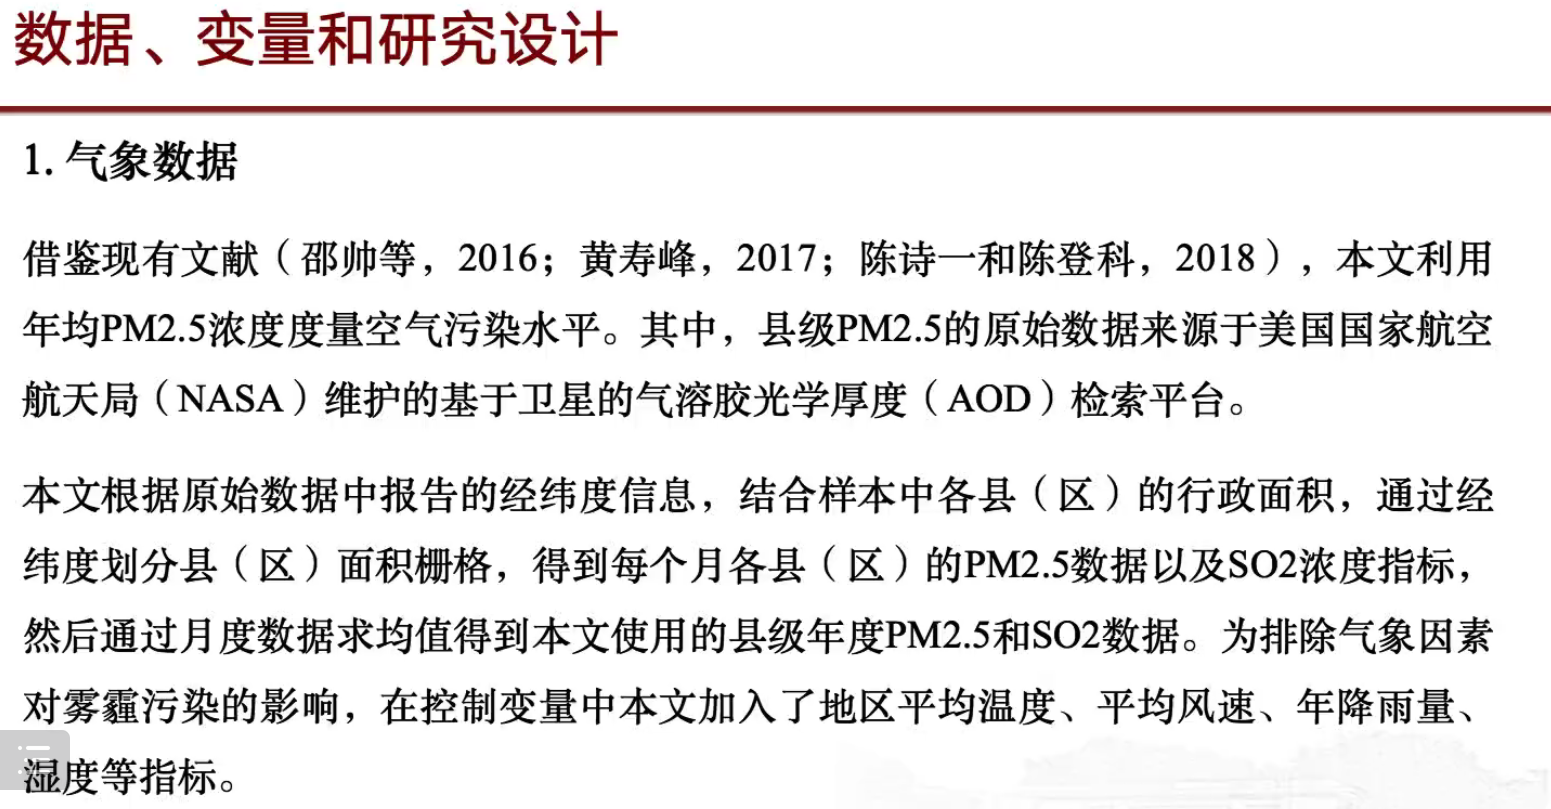 数据、变量和研究设计
1. 气象数据
借鉴现有文献（邵帅等，2016；黄寿峰，2017；陈诗一和陈登科，2018），本文利用
年均PM2.5浓度度量空气污染水平。其中，县级PM2.5的原始数据来源于美国国家航空
航天局（NASA）维护的基于卫星的气溶胶光学厚度（AOD）检索平台。
本文根据原始数据中报告的经纬度信息，结合样本中各县（区）的行政面积，通过经
纬度划分县（区）面积栅格，得到每个月各县（区）的PM2.5数据以及SO2浓度指标，
然后通过月度数据求均值得到本文使用的县级年度PM2.5和SO2数据。为排除气象因素
对雾霾污染的影响，在控制变量中本文加入了地区平均温度、平均风速、年降雨量、
湿度等指标。